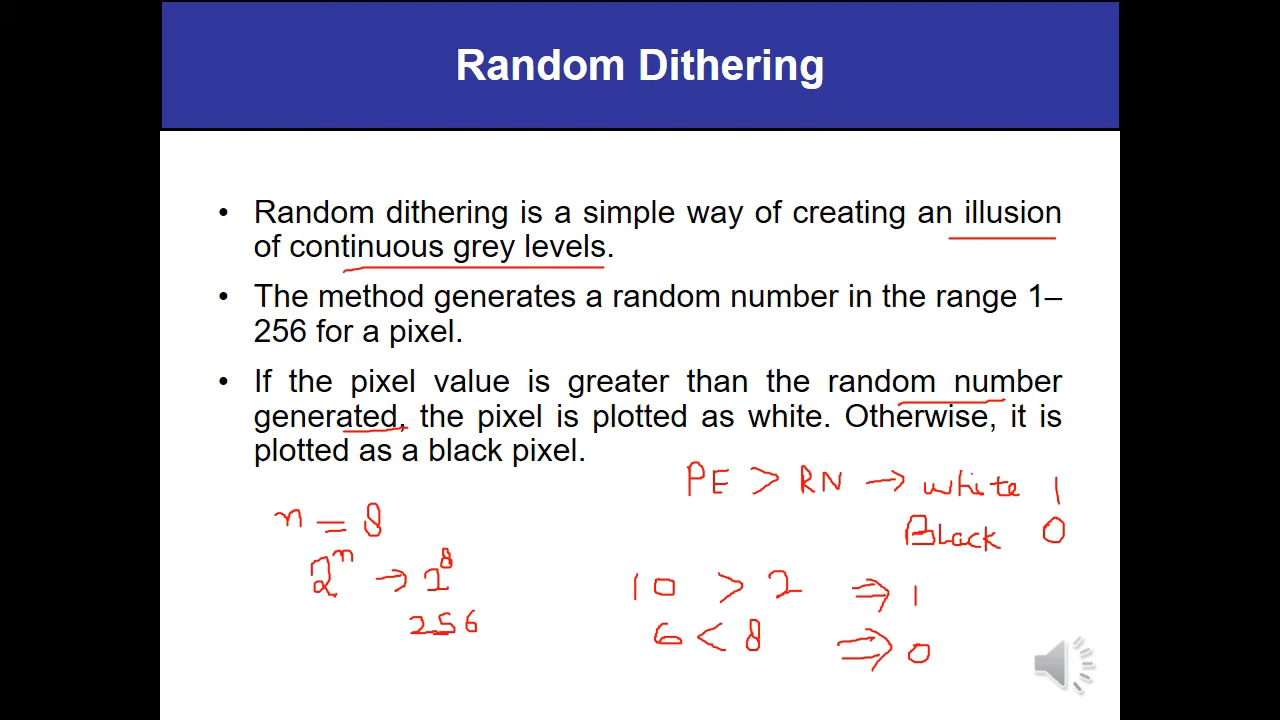 Random Dithering
• Random dithering is a simple way of creating an illusion
of continuous grey levels.
• The method generates a random number in the range 1–
256 for a pixel.
• If the pixel value is greater than the random number
generated, the pixel is plotted as white. Otherwise, it is
plotted as a black pixel.
PE > RN → white 1
Black 0
n = 8
2^n → 2^8
256
10 > 2 ⇒ 1
6 < 8 ⇒ 0